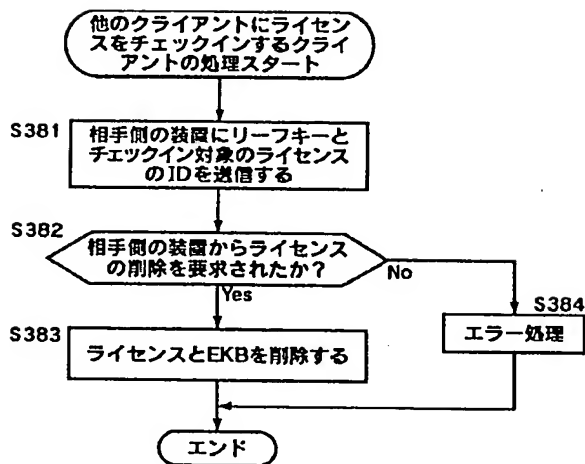 他のクライアントにライセン
スをチェックインするクライ
アントの処理スタート
S381
相手側の装置にリーフキーと
チェックイン対象のライセンス
のIDを送信する
S382
相手側の装置からライセンス
の削除を要求されたか？
No
Yes
S384
エラー処理
S383
ライセンスとEKBを削除する
エンド